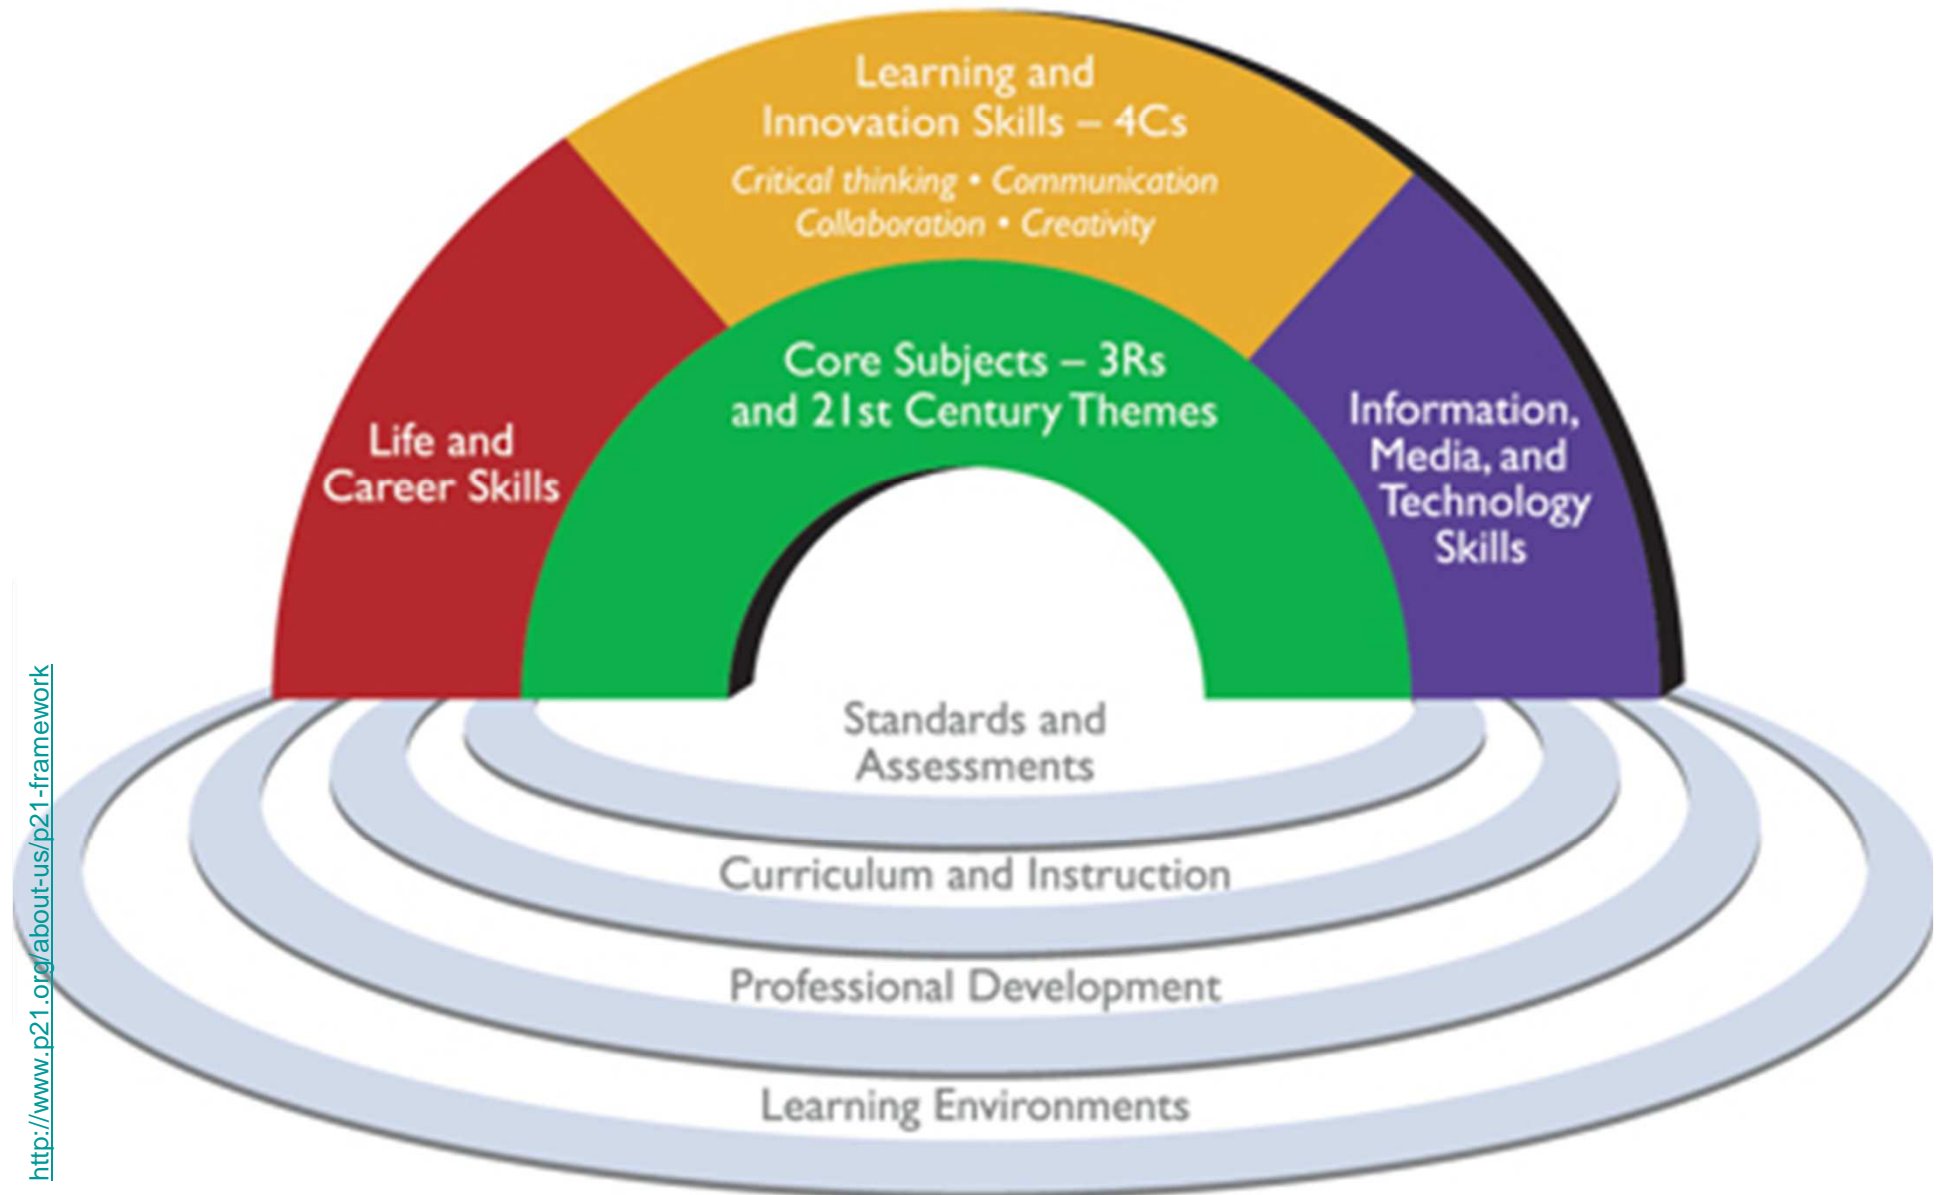 Learning and
Innovation Skills – 4Cs
Critical thinking • Communication
Collaboration • Creativity
Core Subjects – 3Rs
and 21st Century Themes
Life and
Career Skills
Information,
Media, and
Technology
Skills
Standards and
Assessments
Curriculum and Instruction
Professional Development
Learning Environments
http://www.p21.org/about-us/p21-framework